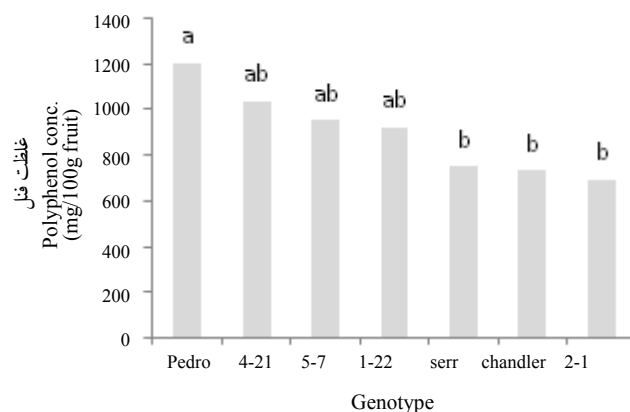 1400
1200
1000
800
600
400
200
0
غلظت فنل
Polyphenol conc.
(mg/100g fruit)
a
ab
ab
ab
b
b
b
Pedro 4-21 5-7 1-22 serr chandler 2-1
Genotype